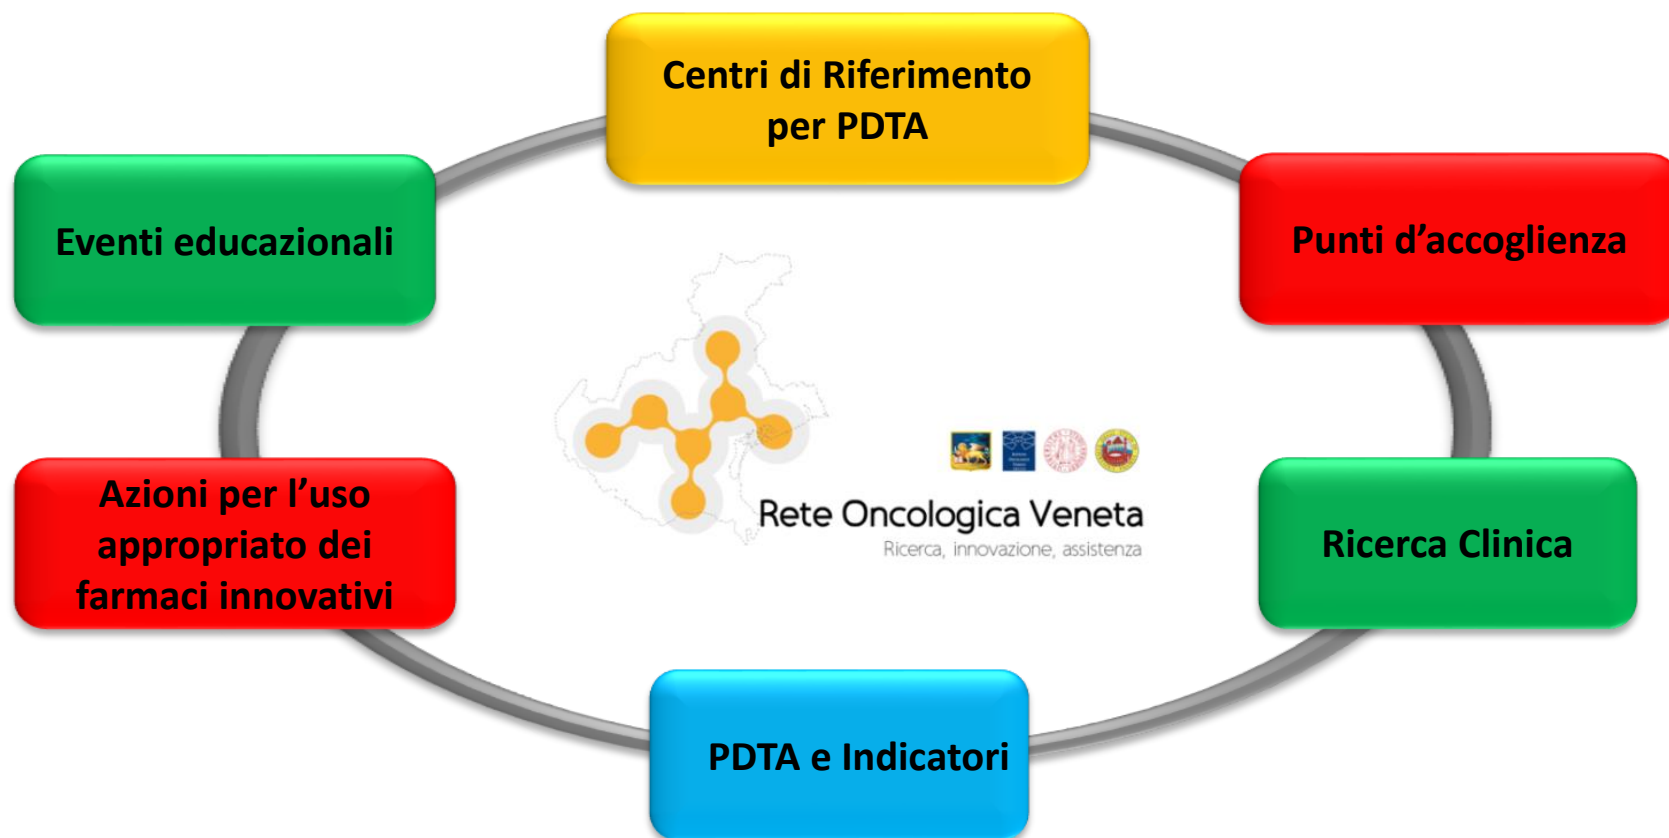 Centri di Riferimento
per PDTA
Eventi educazionali
Punti d’accoglienza
Rete Oncologica Veneta
Ricerca, innovazione, assistenza
Azioni per l’uso
appropriato dei
farmaci innovativi
Ricerca Clinica
PDTA e Indicatori